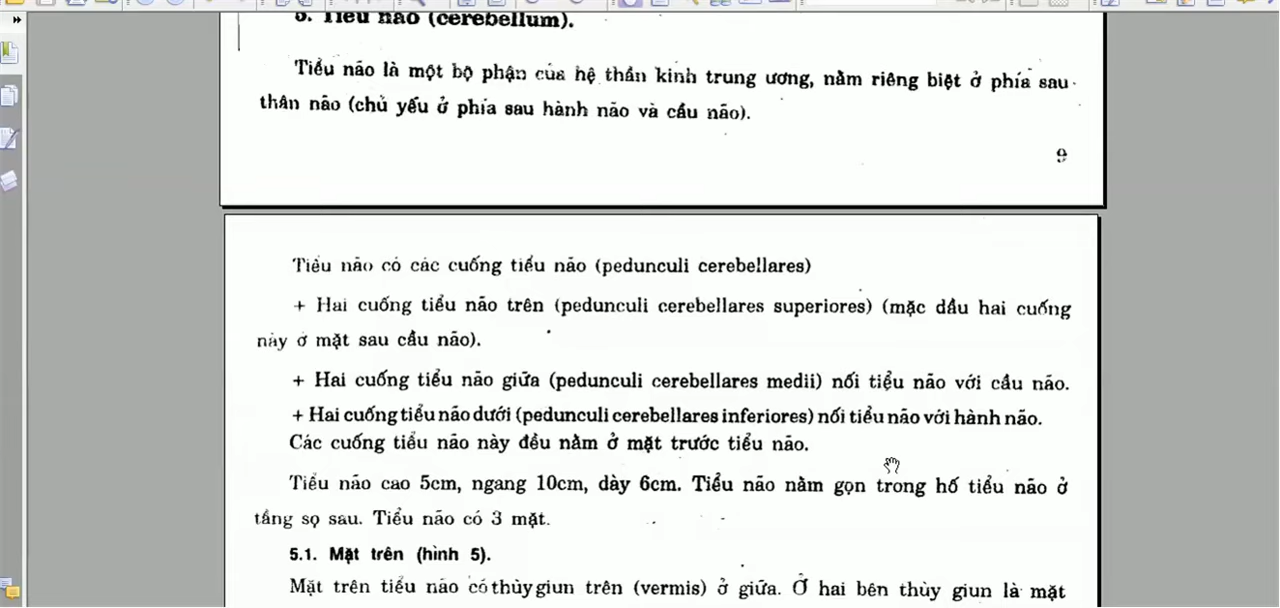 5. Tiểu não (cerebellum).
Tiểu não là một bộ phận của hệ thần kinh trung ương, nằm riêng biệt ở phía sau
thân não (chủ yếu ở phía sau hành não và cầu não).
9
Tiểu não có các cuống tiểu não (pedunculi cerebellares)
+ Hai cuống tiểu não trên (pedunculi cerebellares superiores) (mặc dầu hai cuống
này ở mặt sau cầu não).
+ Hai cuống tiểu não giữa (pedunculi cerebellares medii) nối tiểu não với cầu não.
+ Hai cuống tiểu não dưới (pedunculi cerebellares inferiores) nối tiểu não với hành não.
Các cuống tiểu não này đều nằm ở mặt trước tiểu não.
Tiểu não cao 5cm, ngang 10cm, dày 6cm. Tiểu não nằm gọn trong hố tiểu não ở
tầng sọ sau. Tiểu não có 3 mặt.
5.1. Mặt trên (hình 5).
Mặt trên tiểu não có thùy giun trên (vermis) ở giữa. Ở hai bên thùy giun là mặt